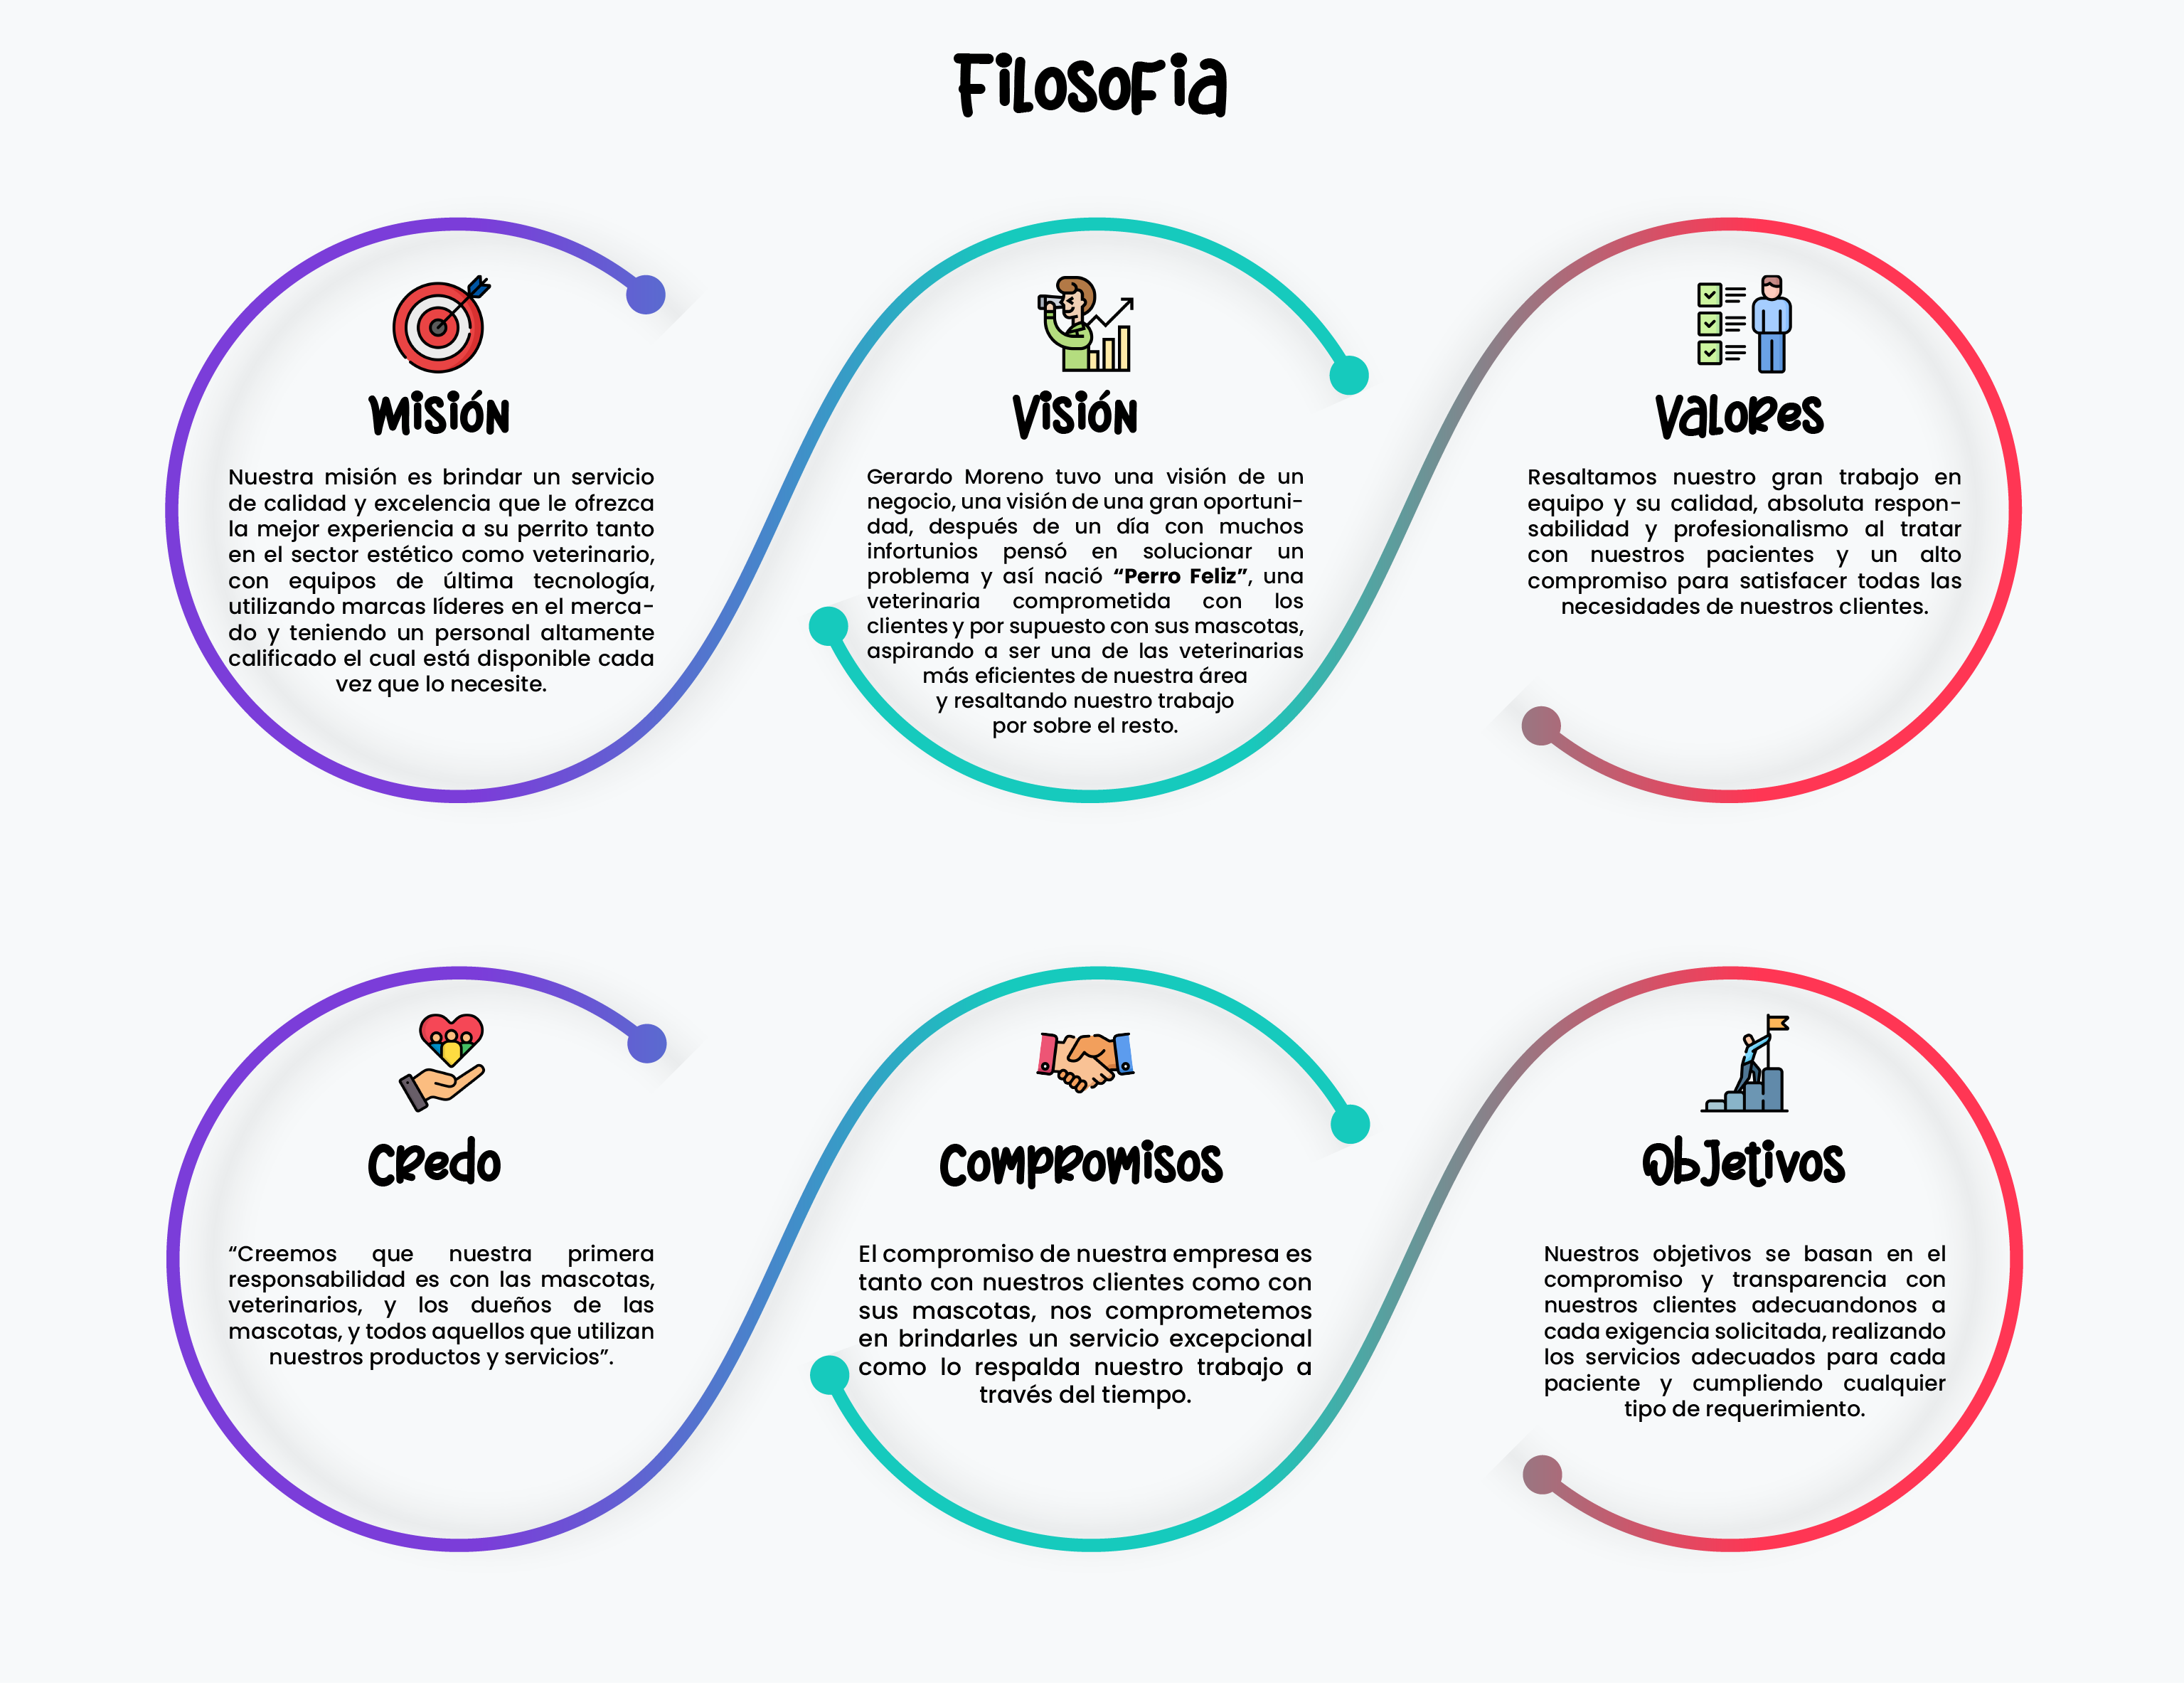 Filosofia
Misión
Nuestra misión es brindar un servicio
de calidad y excelencia que le ofrezca
la mejor experiencia a su perrito tanto
en el sector estético como veterinario,
con equipos de última tecnología,
utilizando marcas líderes en el merca-
do y teniendo un personal altamente
calificado el cual está disponible cada
vez que lo necesite.
Visión
Gerardo Moreno tuvo una visión de un
negocio, una visión de una gran oportuni-
dad, después de un día con muchos
infortunios pensó en solucionar un
problema y así nació “Perro Feliz”, una
veterinaria comprometida con los
clientes y por supuesto con sus mascotas,
aspirando a ser una de las veterinarias
más eficientes de nuestra área
y resaltando nuestro trabajo
por sobre el resto.
Valores
Resaltamos nuestro gran trabajo en
equipo y su calidad, absoluta respon-
sabilidad y profesionalismo al tratar
con nuestros pacientes y un alto
compromiso para satisfacer todas las
necesidades de nuestros clientes.
Credo
“Creemos que nuestra primera
responsabilidad es con las mascotas,
veterinarios, y los dueños de las
mascotas, y todos aquellos que utilizan
nuestros productos y servicios”.
Compromisos
El compromiso de nuestra empresa es
tanto con nuestros clientes como con
sus mascotas, nos comprometemos
en brindarles un servicio excepcional
como lo respalda nuestro trabajo a
través del tiempo.
Objetivos
Nuestros objetivos se basan en el
compromiso y transparencia con
nuestros clientes adecuandonos a
cada exigencia solicitada, realizando
los servicios adecuados para cada
paciente y cumpliendo cualquier
tipo de requerimiento.